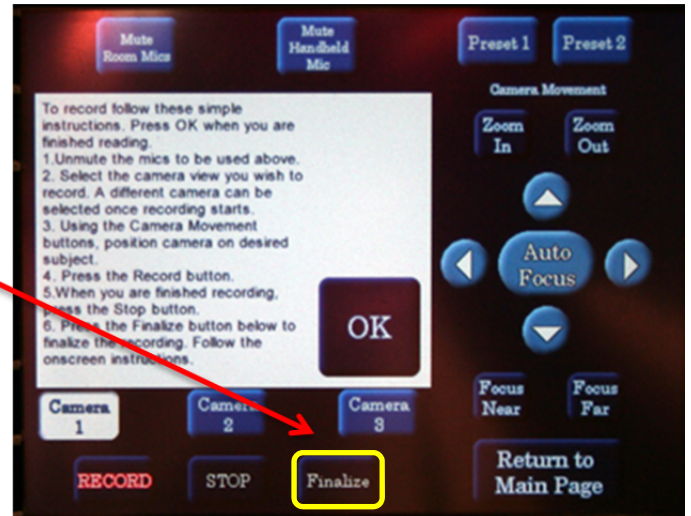 Mute
Room Mics
Mute
Handheld
Mic
Preset 1
Preset 2
Camera Movement
To record follow these simple
instructions. Press OK when you are
finished reading.
1.Unmute the mics to be used above.
2. Select the camera view you wish to
record. A different camera can be
selected once recording starts.
3. Using the Camera Movement
buttons, position camera on desired
subject.
4. Press the Record button.
5.When you are finished recording,
press the Stop button.
6. Press the Finalize button below to
finalize the recording. Follow the
onscreen instructions.
OK
Zoom
In
Zoom
Out
Auto
Focus
Focus
Near
Focus
Far
Camera
1
Camera
2
Camera
3
RECORD
STOP
Finalize
Return to
Main Page